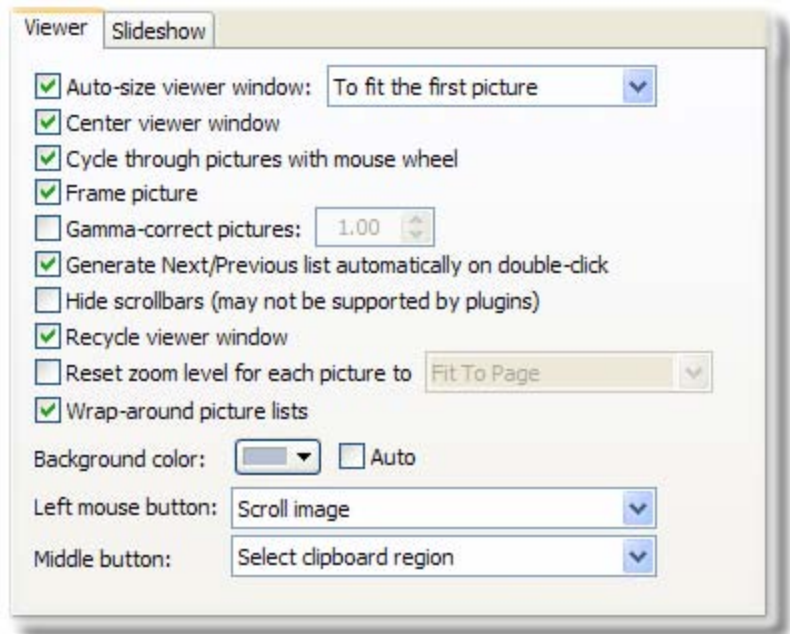 Viewer Slideshow
Auto-size viewer window: To fit the first picture
Center viewer window
Cycle through pictures with mouse wheel
Frame picture
Gamma-correct pictures: 1.00
Generate Next/Previous list automatically on double-click
Hide scrollbars (may not be supported by plugins)
Recycle viewer window
Reset zoom level for each picture to Fit To Page
Wrap-around picture lists
Background color: Auto
Left mouse button: Scroll image
Middle button: Select clipboard region